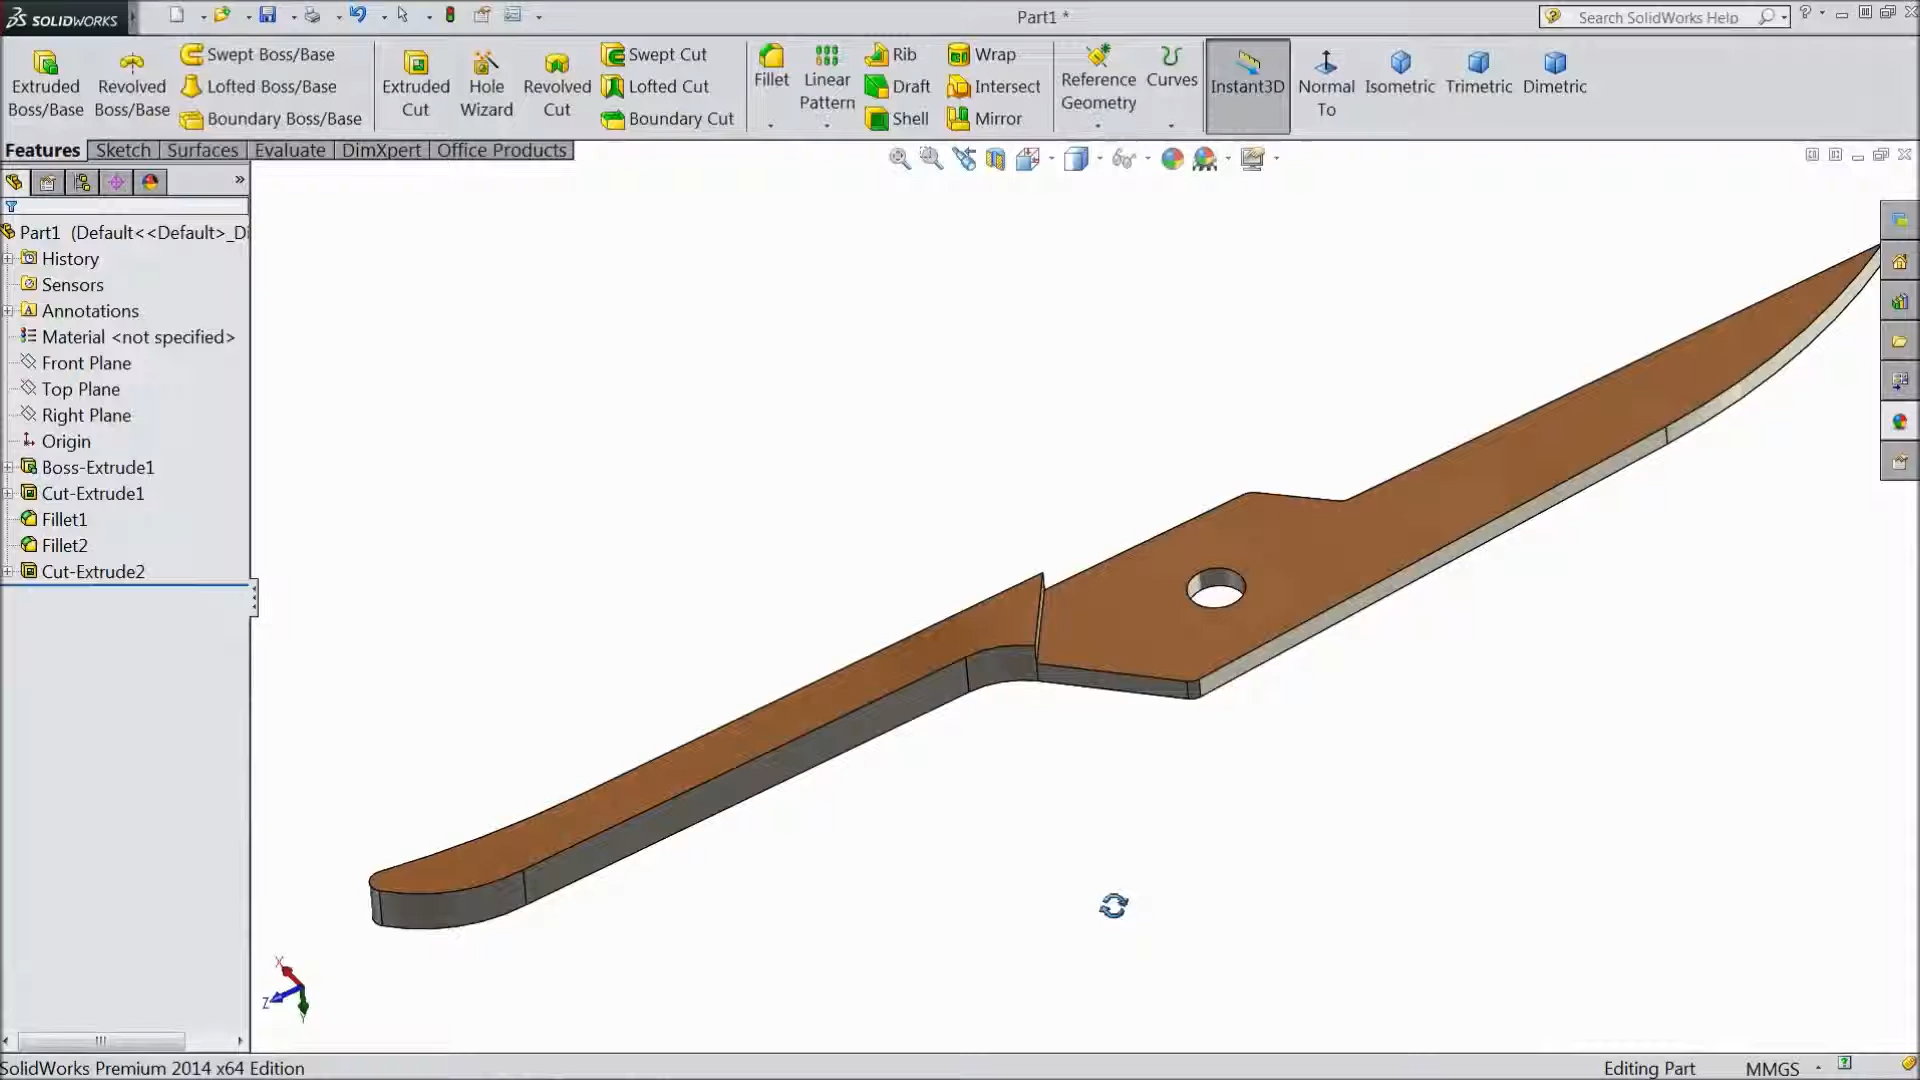 SOLIDWORKS
Part1 *
Search SolidWorks Help
Extruded Boss/Base
Revolved Boss/Base
Swept Boss/Base
Lofted Boss/Base
Boundary Boss/Base
Extruded Cut
Hole Wizard
Revolved Cut
Swept Cut
Lofted Cut
Boundary Cut
Fillet
Linear Pattern
Rib
Draft
Shell
Wrap
Intersect
Mirror
Reference Geometry
Curves
Instant3D
Normal To
Isometric
Trimetric
Dimetric
Features
Sketch
Surfaces
Evaluate
DimXpert
Office Products
Part1 (Default<<Default>_Di
History
Sensors
Annotations
Material <not specified>
Front Plane
Top Plane
Right Plane
Origin
Boss-Extrude1
Cut-Extrude1
Fillet1
Fillet2
Cut-Extrude2
X
Z
Y
SolidWorks Premium 2014 x64 Edition
Editing Part
MMGS